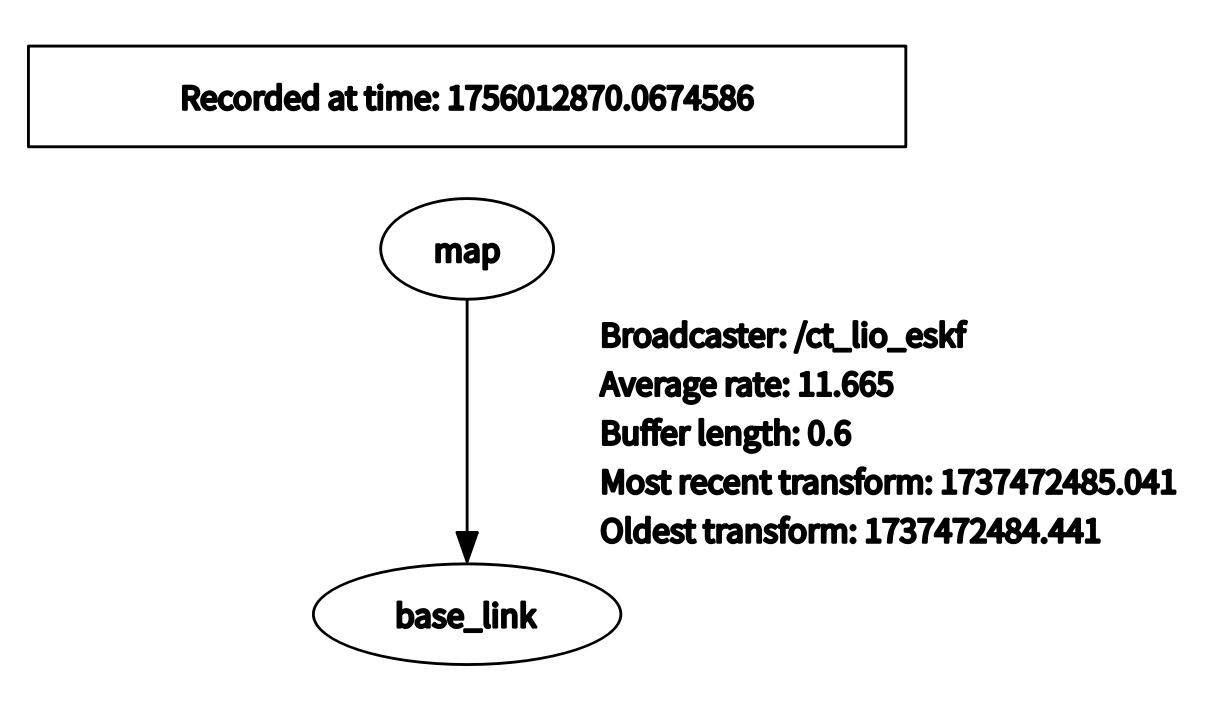 Recorded at time: 1756012870.0674586
map
Broadcaster: /ct_lio_eskf
Average rate: 11.665
Buffer length: 0.6
Most recent transform: 1737472485.041
Oldest transform: 1737472484.441
base_link